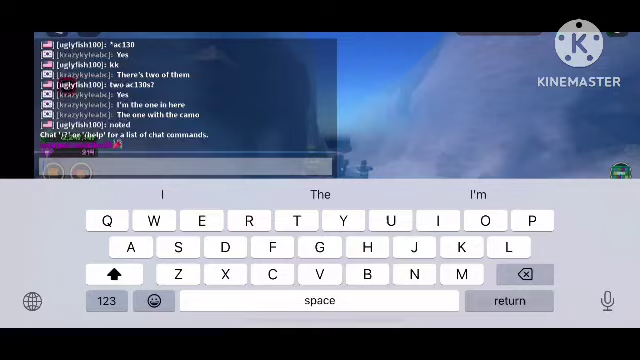 [uglyfish100]: *ac130
[krazykyleabc]: Yes
[uglyfish100]: kk
[krazykyleabc]: There's two of them
[uglyfish100]: two ac130s?
[krazykyleabc]: Yes
[krazykyleabc]: I'm the one in here
[krazykyleabc]: The one with the camo
[uglyfish100]: noted
Chat '/?' or '/help' for a list of chat commands.
K
KINEMASTER
I The I'm
Q W E R T Y U I O P
A S D F G H J K L
Z X C V B N M
123 space return